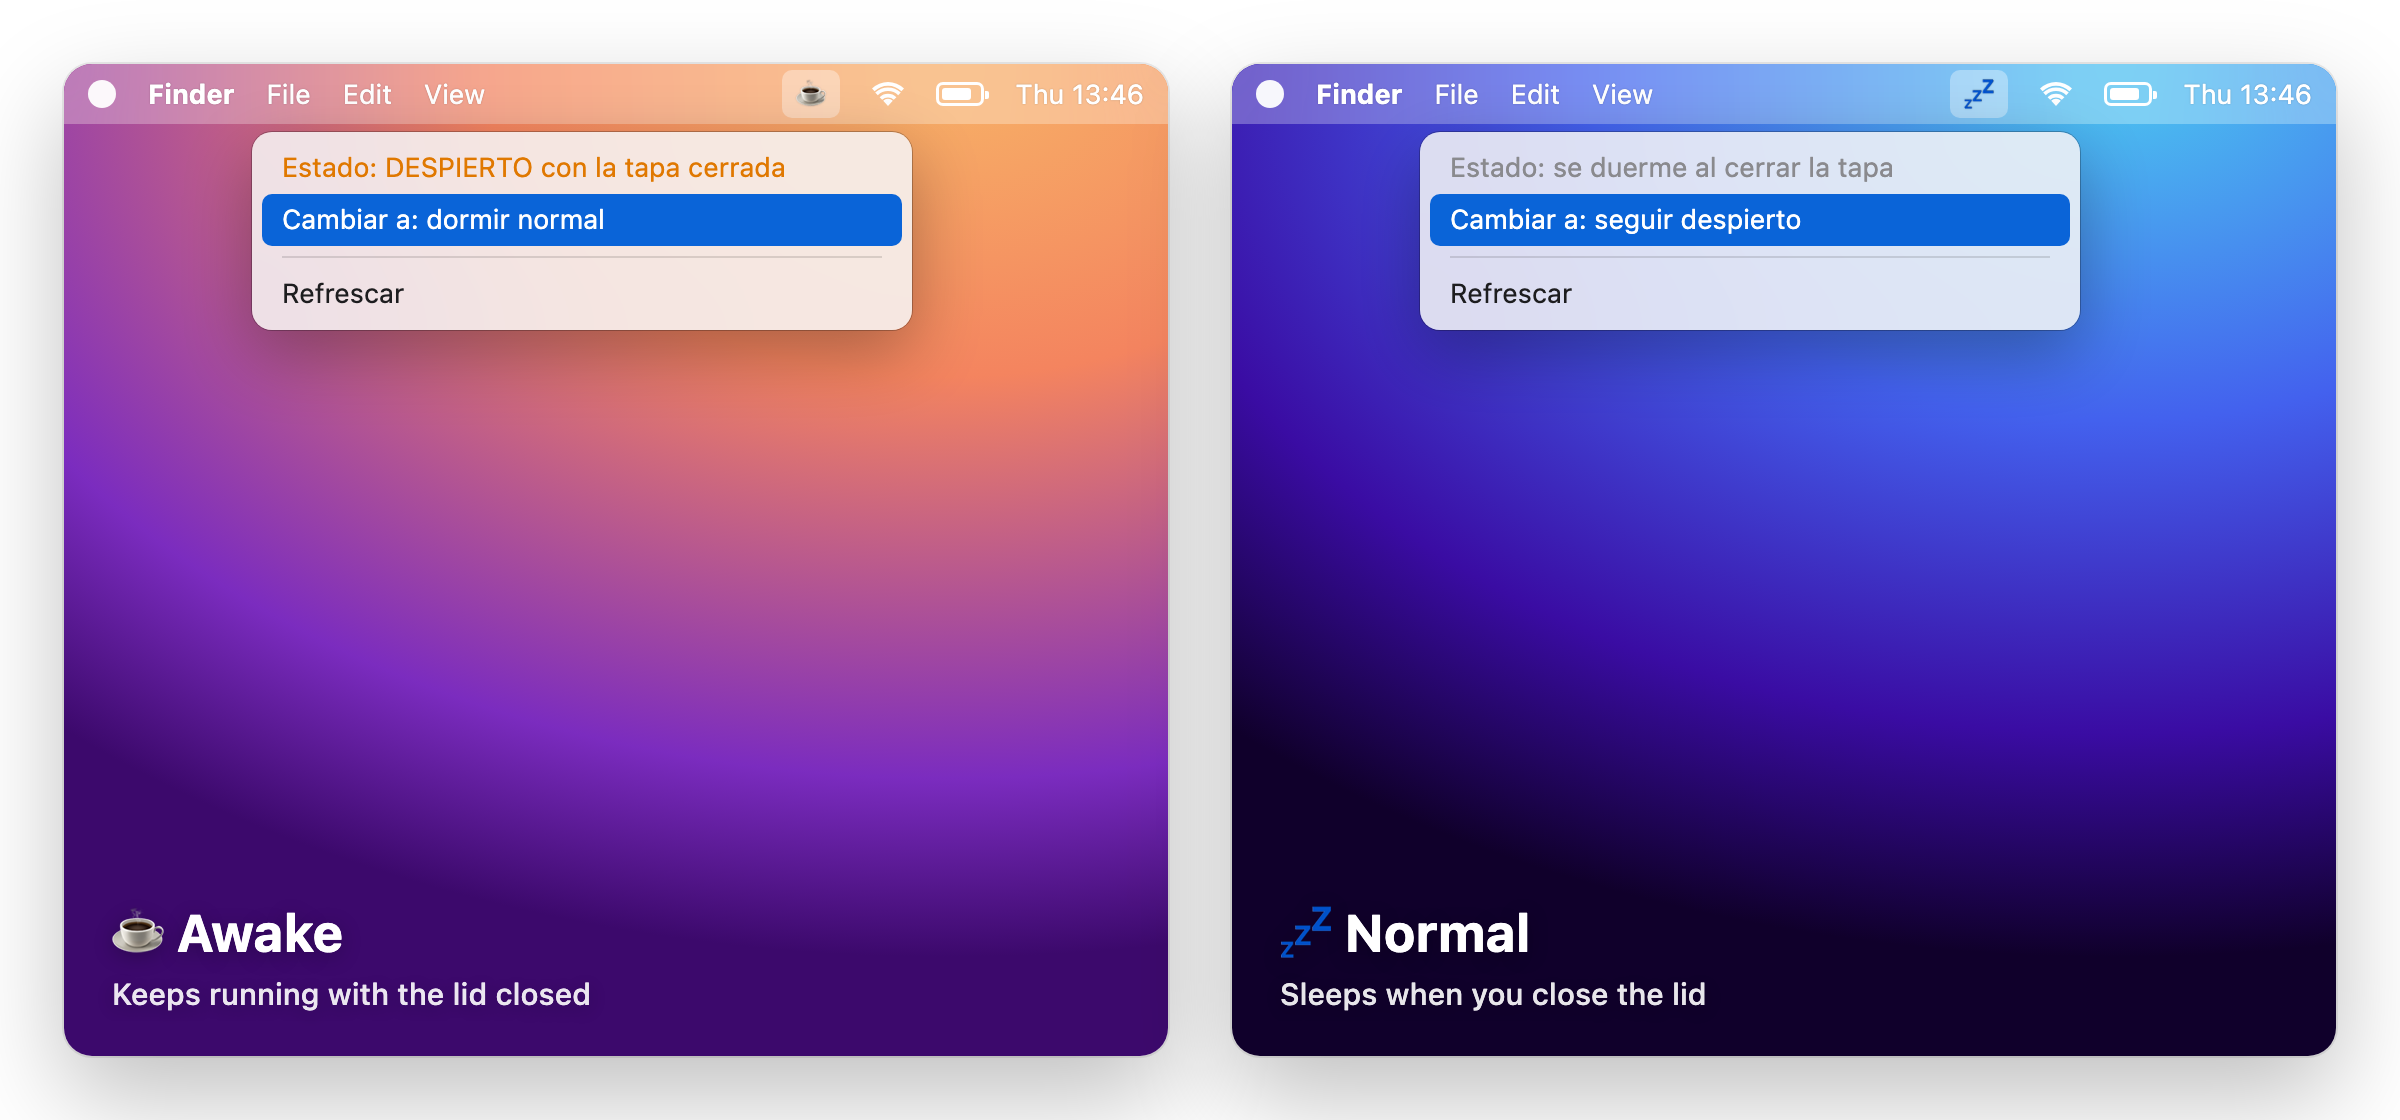 Finder File Edit View Thu 13:46
Estado: DESPIERTO con la tapa cerrada
Cambiar a: dormir normal
Refrescar
Awake
Keeps running with the lid closed
Finder File Edit View zzZ Thu 13:46
Estado: se duerme al cerrar la tapa
Cambiar a: seguir despierto
Refrescar
zzZ Normal
Sleeps when you close the lid